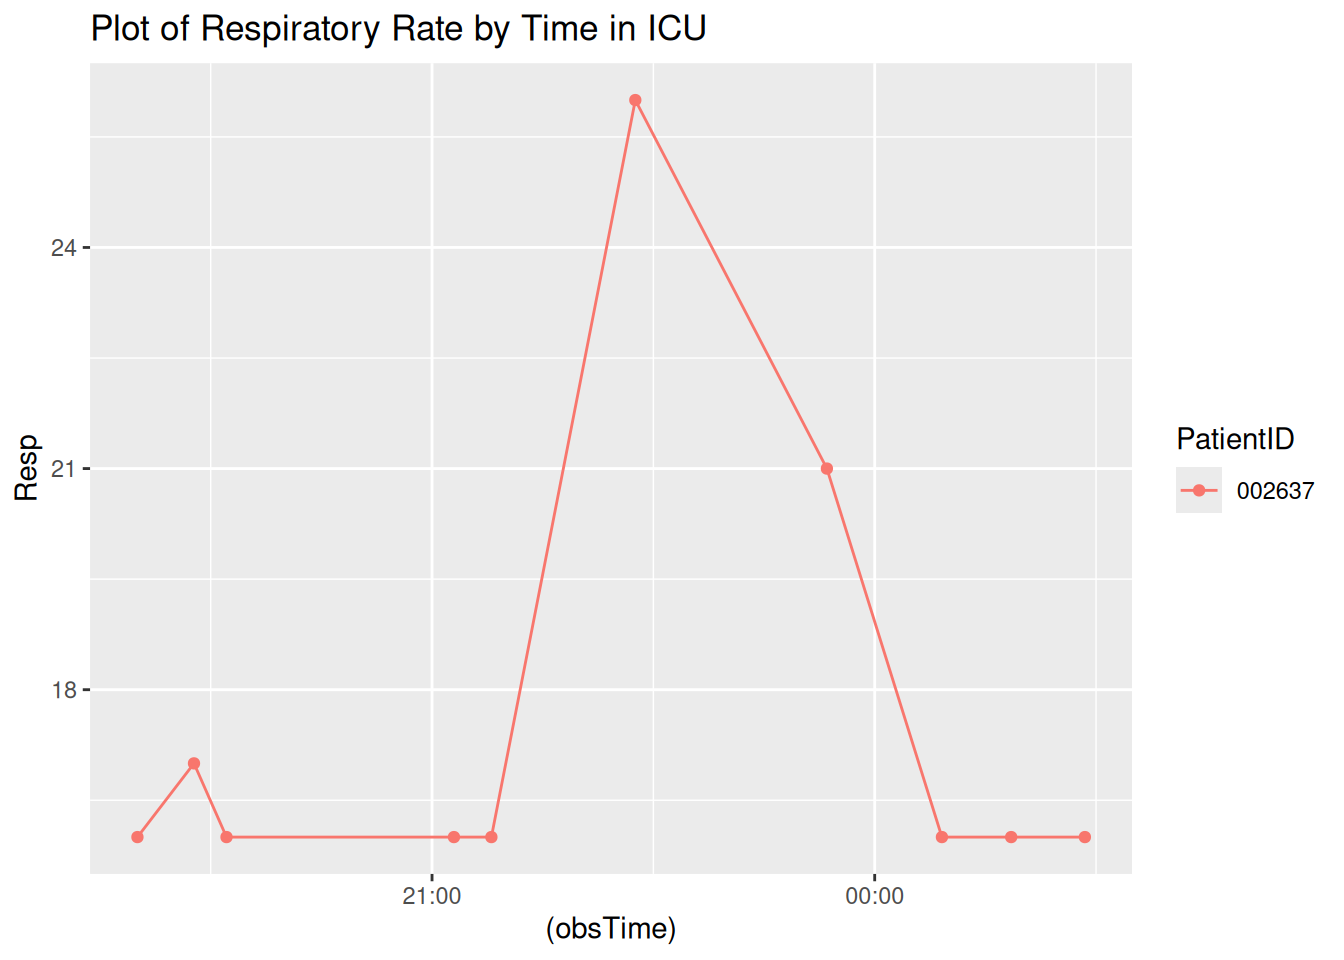 Plot of Respiratory Rate by Time in ICU
Resp
24
21
18
21:00
00:00
(obsTime)
PatientID
002637